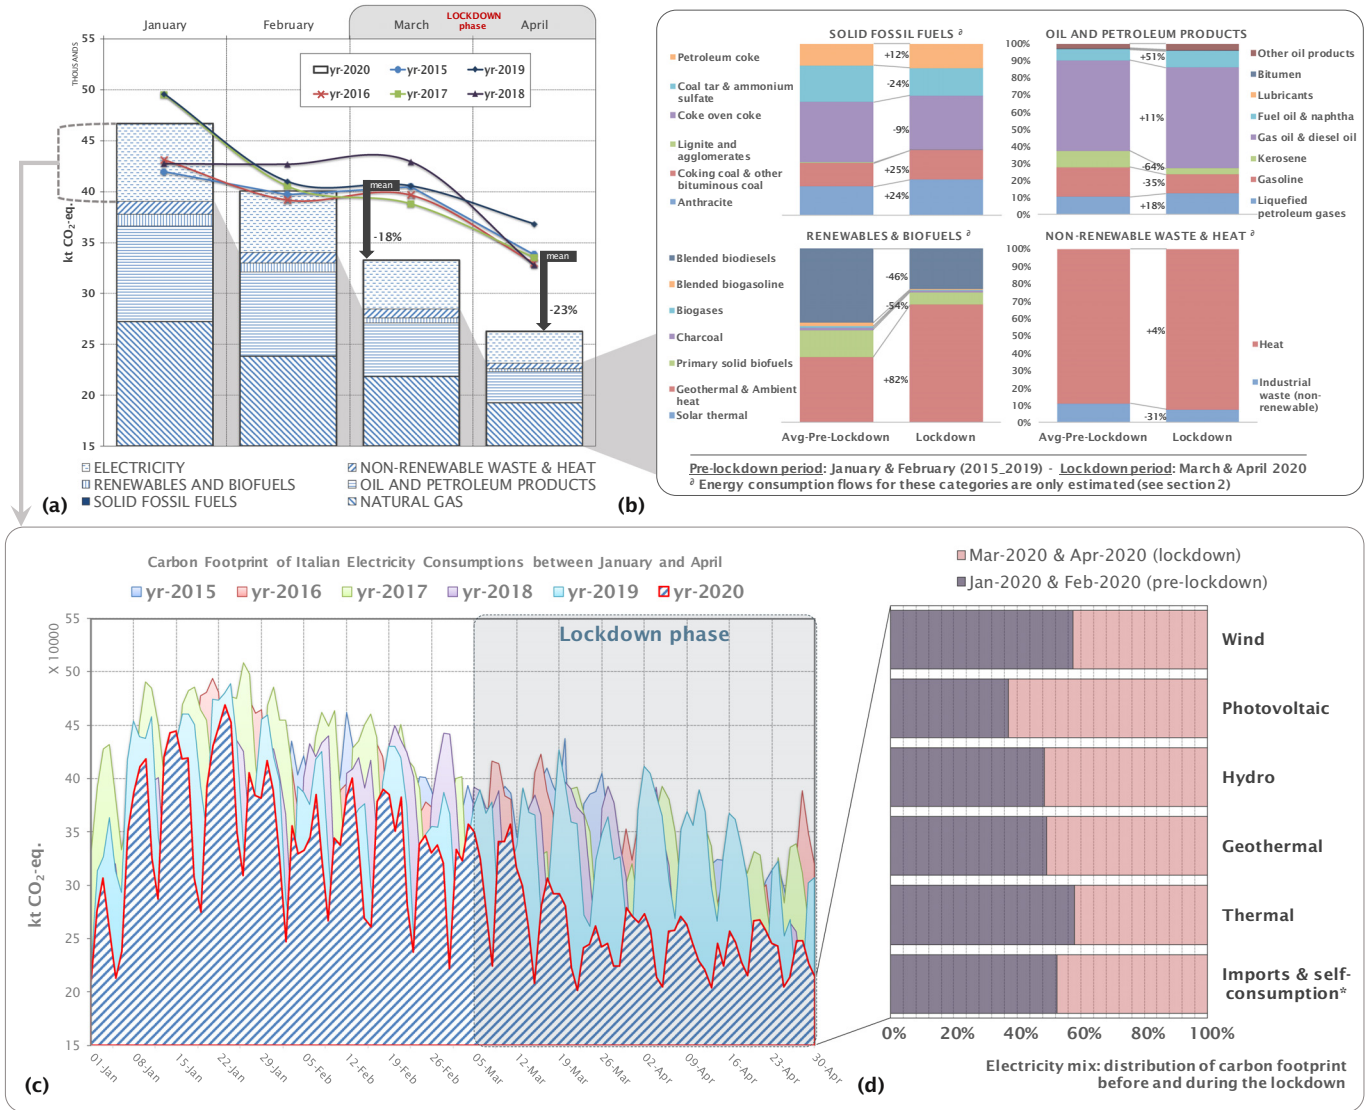 January
February
March
LOCKDOWN
phase
April
THOUSANDS
kt CO₂-eq.
55
50
45
40
35
30
25
20
15
yr-2020
yr-2015
yr-2019
yr-2016
yr-2017
yr-2018
mean
-18%
mean
-23%
ELECTRICITY
NON-RENEWABLE WASTE & HEAT
RENEWABLES AND BIOFUELS
OIL AND PETROLEUM PRODUCTS
SOLID FOSSIL FUELS
NATURAL GAS
(a)
SOLID FOSSIL FUELS ∂
Petroleum coke
Coal tar & ammonium
sulfate
Coke oven coke
Lignite and
agglomerates
Coking coal & other
bituminous coal
Anthracite
+12%
-24%
-9%
+25%
+24%
OIL AND PETROLEUM PRODUCTS
100%
90%
80%
70%
60%
50%
40%
30%
20%
10%
0%
+51%
+11%
-64%
-35%
+18%
Other oil products
Bitumen
Lubricants
Fuel oil & naphtha
Gas oil & diesel oil
Kerosene
Gasoline
Liquefied
petroleum gases
RENEWABLES & BIOFUELS ∂
Blended biodiesels
Blended biogasoline
Biogases
Charcoal
Primary solid biofuels
Geothermal & Ambient
heat
Solar thermal
-46%
-54%
+82%
Avg-Pre-Lockdown
Lockdown
NON-RENEWABLE WASTE & HEAT ∂
100%
90%
80%
70%
60%
50%
40%
30%
20%
10%
0%
+4%
-31%
Heat
Industrial
waste (non-
renewable)
Avg-Pre-Lockdown
Lockdown
Pre-lockdown period: January & February (2015_2019) - Lockdown period: March & April 2020
∂ Energy consumption flows for these categories are only estimated (see section 2)
(b)
Carbon Footprint of Italian Electricity Consumptions between January and April
yr-2015
yr-2016
yr-2017
yr-2018
yr-2019
yr-2020
Lockdown phase
X 10000
kt CO₂-eq.
55
50
45
40
35
30
25
20
15
01-Jan
08-Jan
15-Jan
22-Jan
29-Jan
05-Feb
12-Feb
19-Feb
26-Feb
05-Mar
12-Mar
19-Mar
26-Mar
02-Apr
09-Apr
16-Apr
23-Apr
30-Apr
(c)
Mar-2020 & Apr-2020 (lockdown)
Jan-2020 & Feb-2020 (pre-lockdown)
Wind
Photovoltaic
Hydro
Geothermal
Thermal
Imports & self-
consumption*
0%
20%
40%
60%
80%
100%
(d)
Electricity mix: distribution of carbon footprint
before and during the lockdown